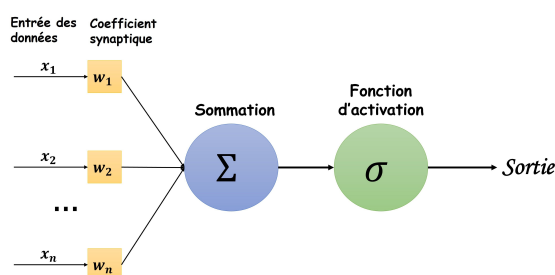 Entrée des
données
Coefficient
synaptique
x₁
w₁
Sommation
Fonction
d'activation
x₂
w₂
Σ
σ
Sortie
...
xₙ
wₙ